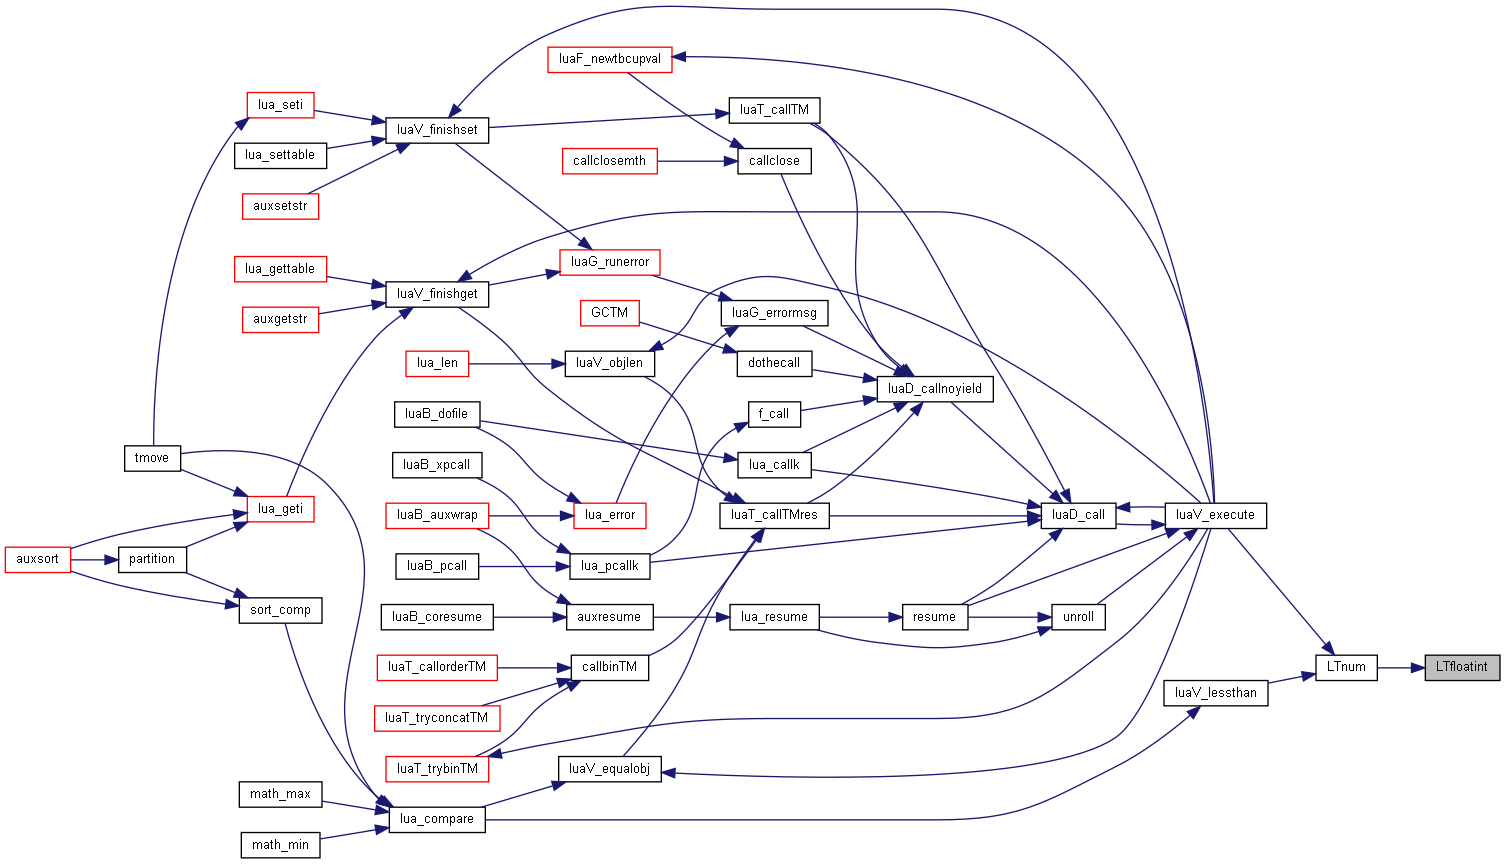 luaF_newtbcupval
lua_seti
luaT_callTM
luaV_finishset
lua_settable
callclosemth
callclose
auxsetstr
luaG_runerror
lua_gettable
luaV_finishget
auxgetstr
GCTM
luaG_errormsg
lua_len
luaV_objlen
dothecall
luaD_callnoyield
luaB_dofile
f_call
tmove
luaB_xpcall
lua_callk
lua_geti
luaB_auxwrap
lua_error
luaT_callTMres
luaD_call
luaV_execute
auxsort
partition
luaB_pcall
lua_pcallk
sort_comp
luaB_coresume
auxresume
lua_resume
resume
unroll
luaT_callorderTM
callbinTM
LTnum
LTfloatint
luaV_lessthan
luaT_tryconcatTM
luaT_trybinTM
luaV_equalobj
math_max
lua_compare
math_min